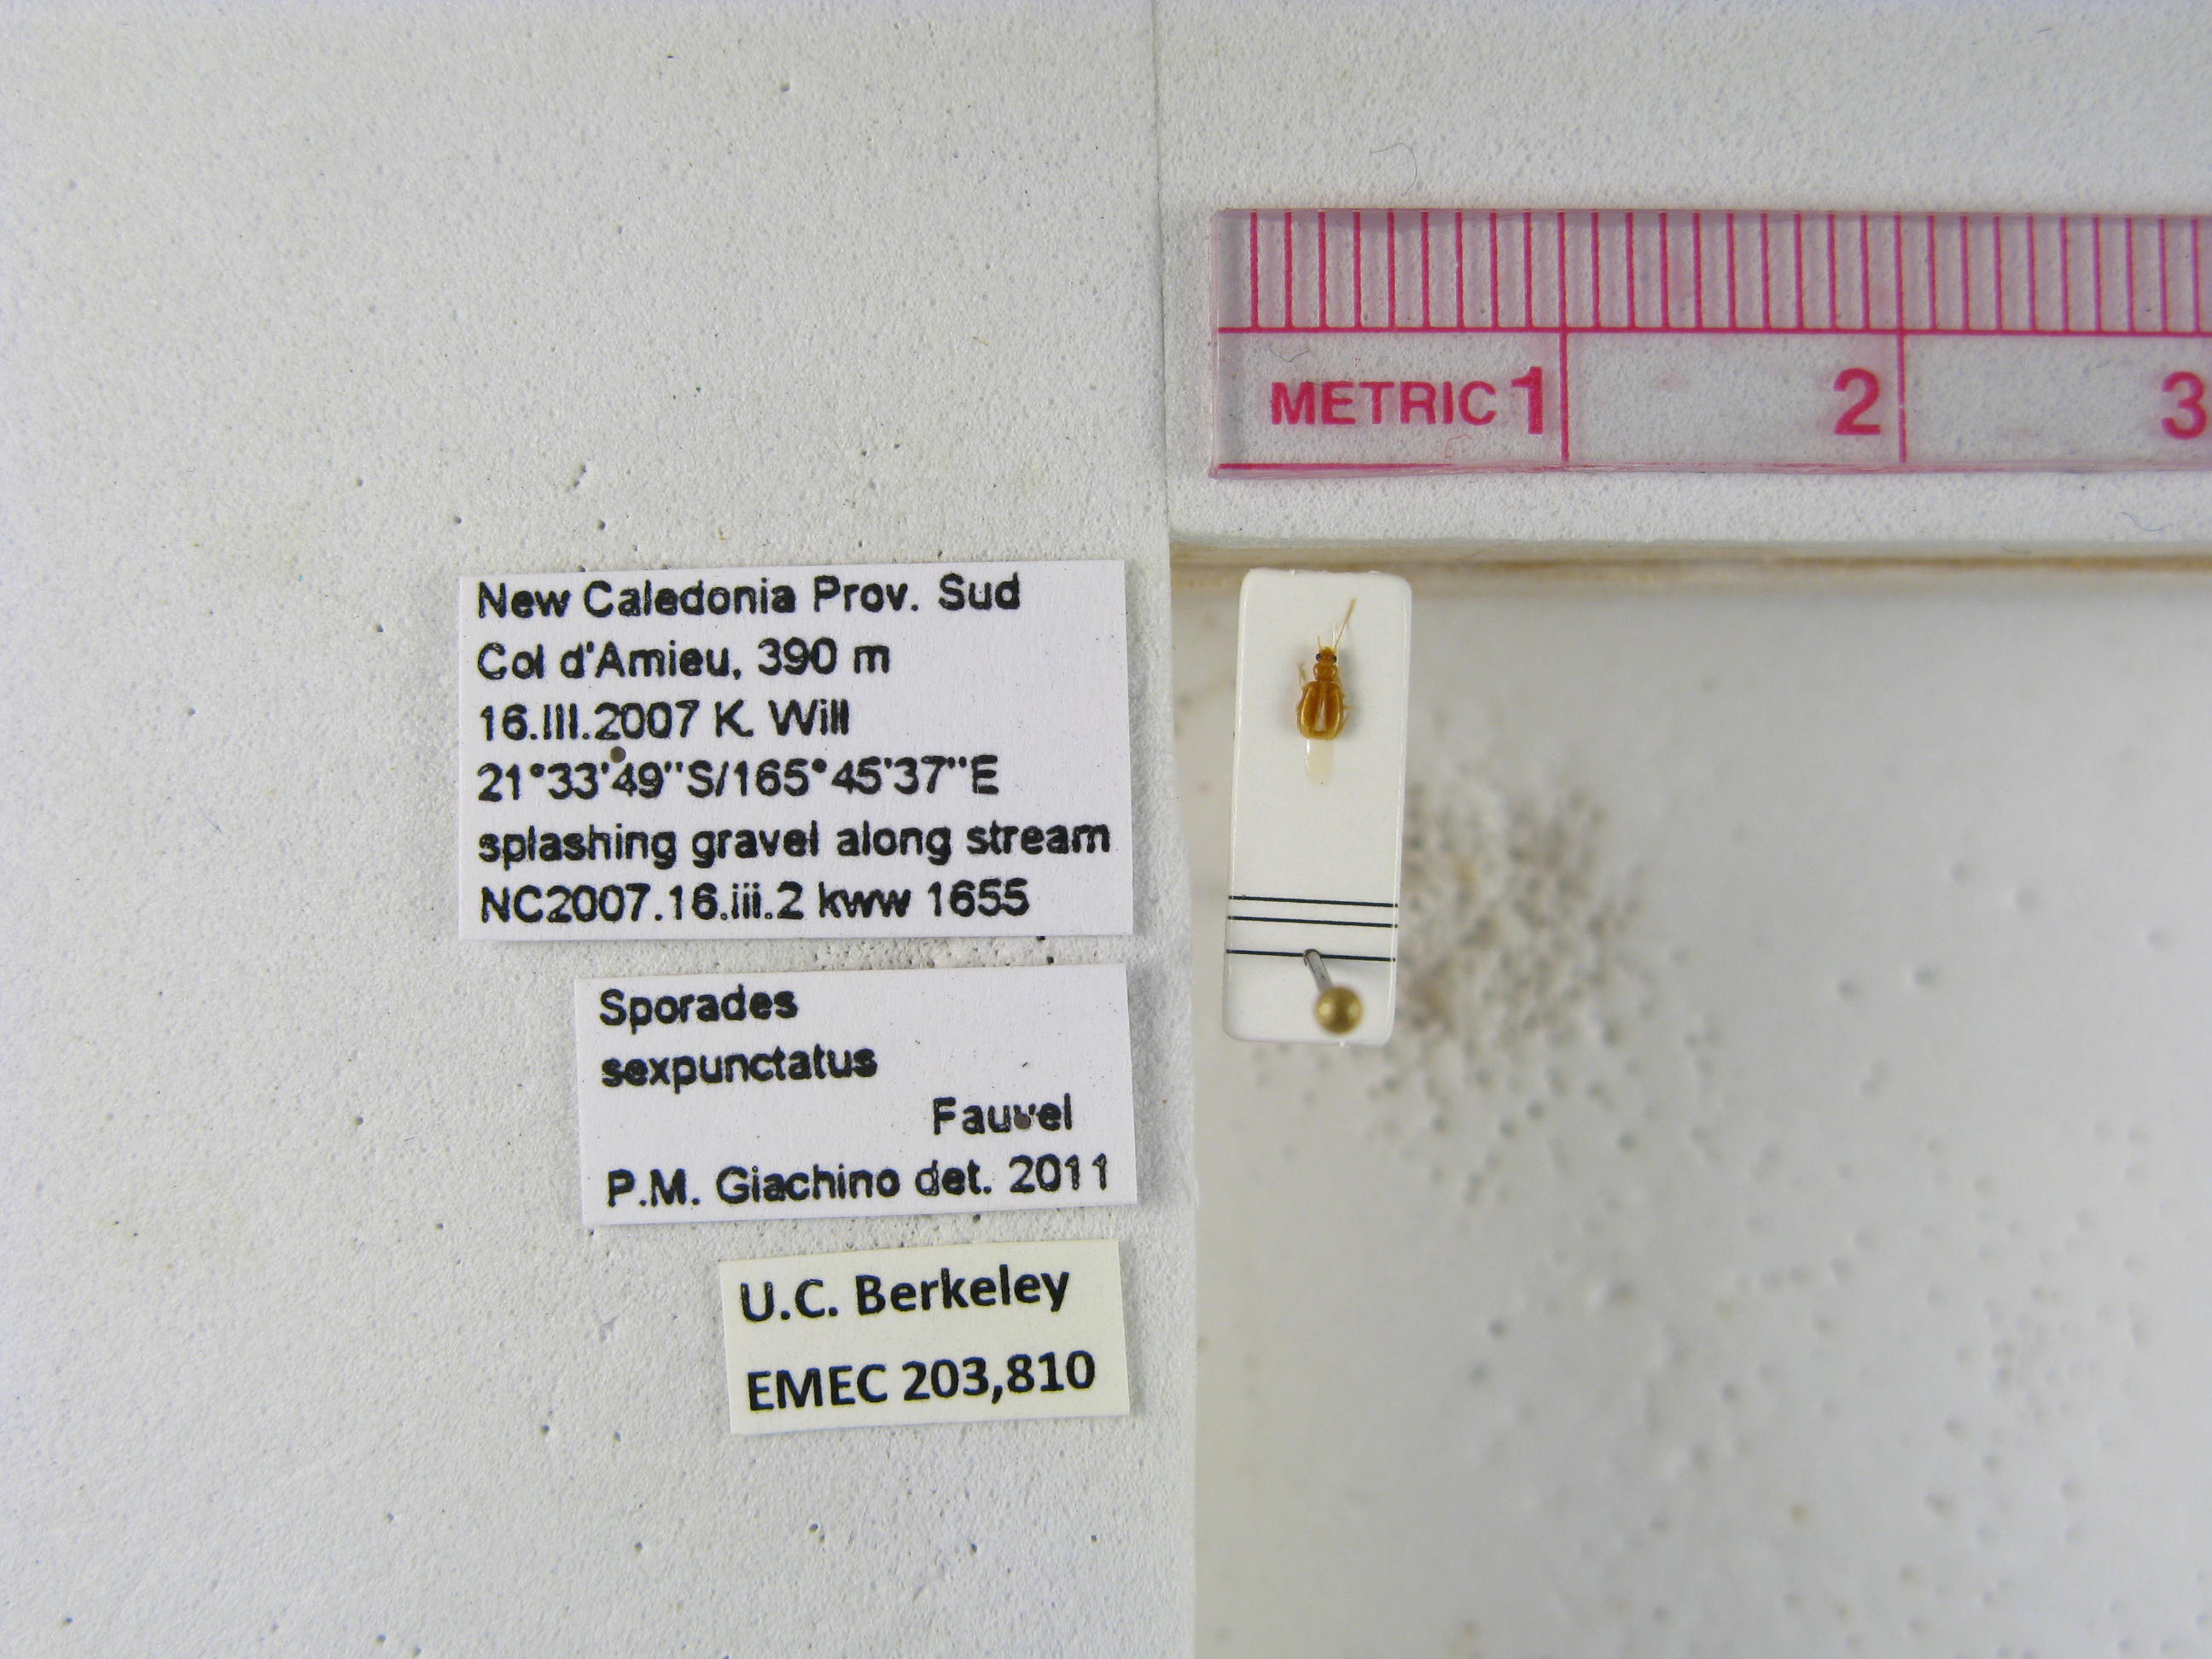 METRIC 1 2 3
New Caledonia Prov. Sud
Col d'Amieu, 390 m
16.III.2007 K. Will
21°33'49"S/165°45'37"E
splashing gravel along stream
NC2007.16.iii.2 kww 1655
Sporades
sexpunctatus
Fauvel
P.M. Giachino det. 2011
U.C. Berkeley
EMEC 203,810